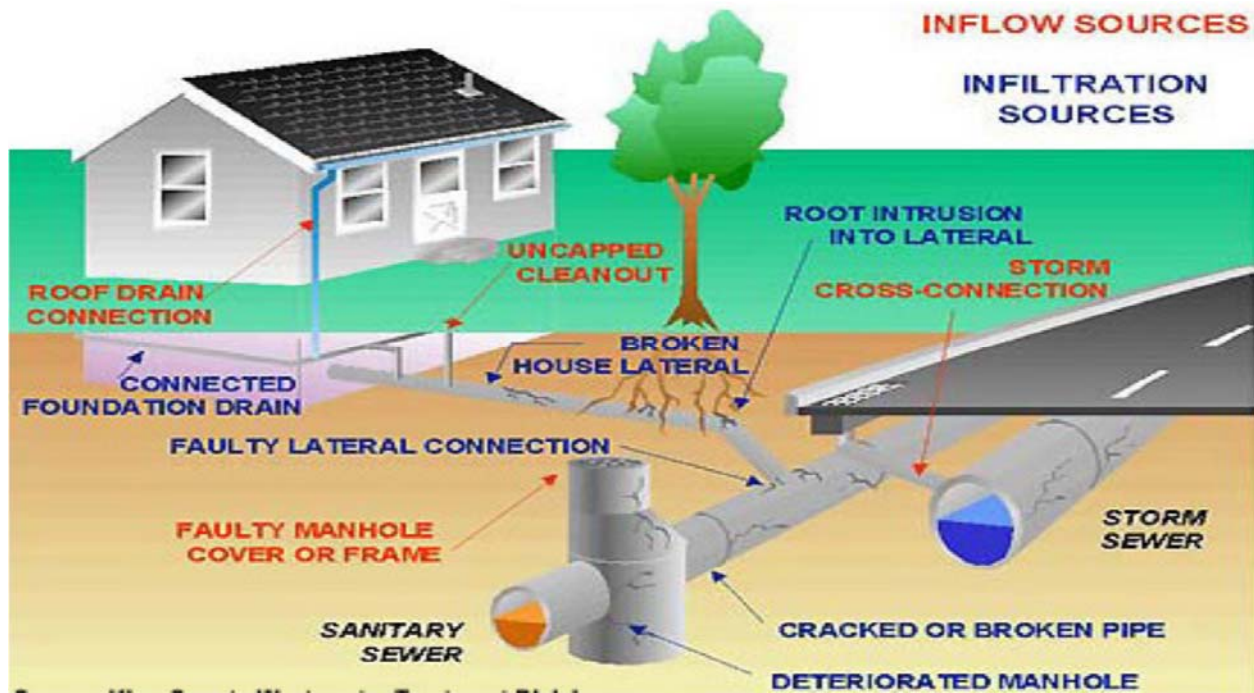 INFLOW SOURCES
INFILTRATION
SOURCES
ROOT INTRUSION
INTO LATERAL
UNCAPPED
CLEANOUT
STORM
CROSS-CONNECTION
ROOF DRAIN
CONNECTION
BROKEN
HOUSE LATERAL
CONNECTED
FOUNDATION DRAIN
FAULTY LATERAL CONNECTION
FAULTY MANHOLE
COVER OR FRAME
STORM
SEWER
SANITARY
SEWER
CRACKED OR BROKEN PIPE
DETERIORATED MANHOLE